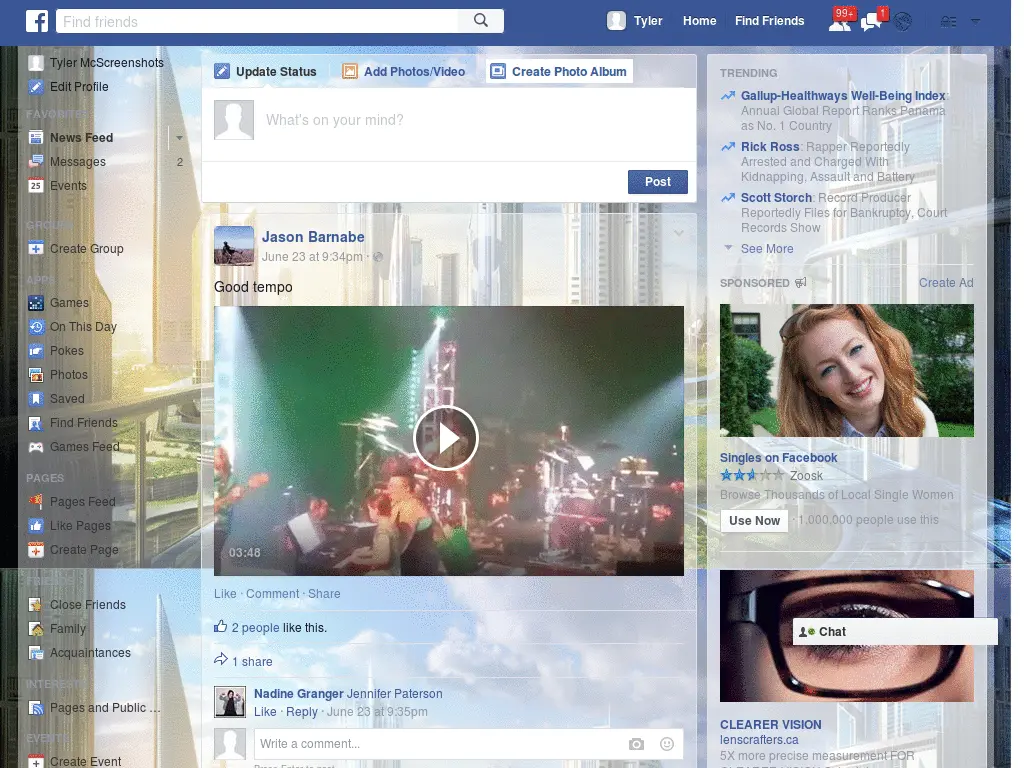 Find friends
Tyler
Home
Find Friends
99+
1
Tyler McScreenshots
Edit Profile
FAVORITES
News Feed
Messages
2
Events
GROUPS
Create Group
APPS
Games
On This Day
Pokes
Photos
Saved
Find Friends
Games Feed
PAGES
Pages Feed
Like Pages
Create Page
FRIENDS
Close Friends
Family
Acquaintances
INTERESTS
Pages and Public ...
EVENTS
Create Event
Update Status
Add Photos/Video
Create Photo Album
What's on your mind?
Post
Jason Barnabe
June 23 at 9:34pm ·
Good tempo
03:48
Like · Comment · Share
2 people like this.
1 share
Nadine Granger Jennifer Paterson
Like · Reply · June 23 at 9:35pm
Write a comment...
TRENDING
Gallup-Healthways Well-Being Index:
Annual Global Report Ranks Panama
as No. 1 Country
Rick Ross: Rapper Reportedly
Arrested and Charged With
Kidnapping, Assault and Battery
Scott Storch: Record Producer
Reportedly Files for Bankruptcy, Court
Records Show
See More
SPONSORED
Create Ad
Singles on Facebook
Zoosk
Browse Thousands of Local Single Women
Use Now · 1,000,000 people use this
Chat
CLEARER VISION
lenscrafters.ca
5X more precise measurement FOR